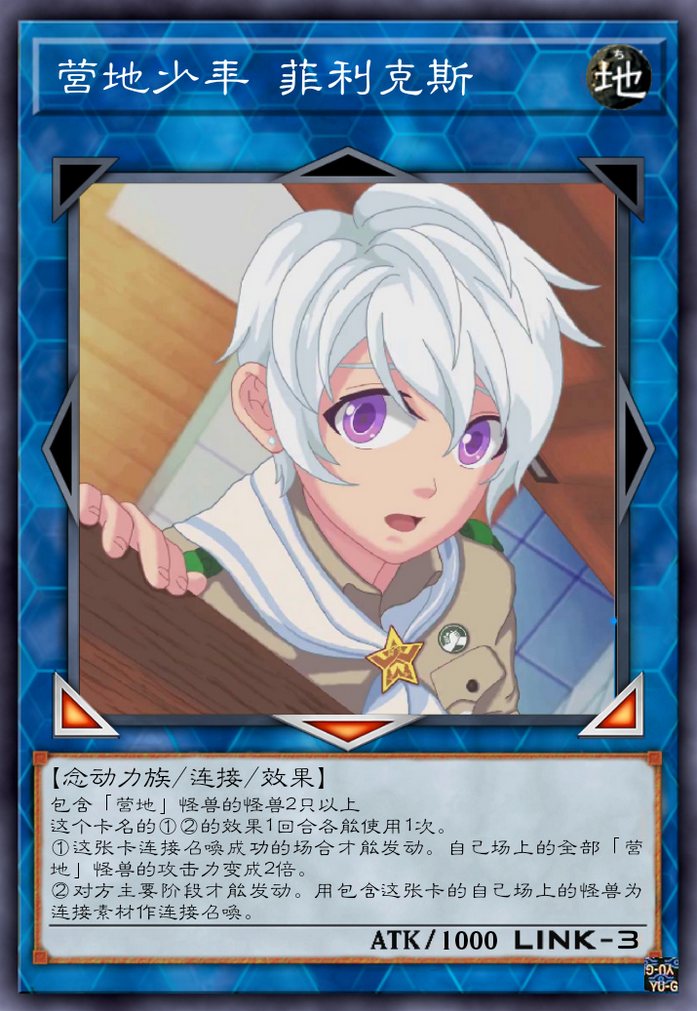 营地少年 菲利克斯
ち
地
【念动力族/连接/效果】
包含「营地」怪兽的怪兽2只以上
这个卡名的①②的效果1回合各能使用1次。
①这张卡连接召唤成功的场合才能发动。自己场上的全部「营
地」怪兽的攻击力变成2倍。
②对方主要阶段才能发动。用包含这张卡的自己场上的怪兽为
连接素材作连接召唤。
ATK/1000 LINK-3
YU-G